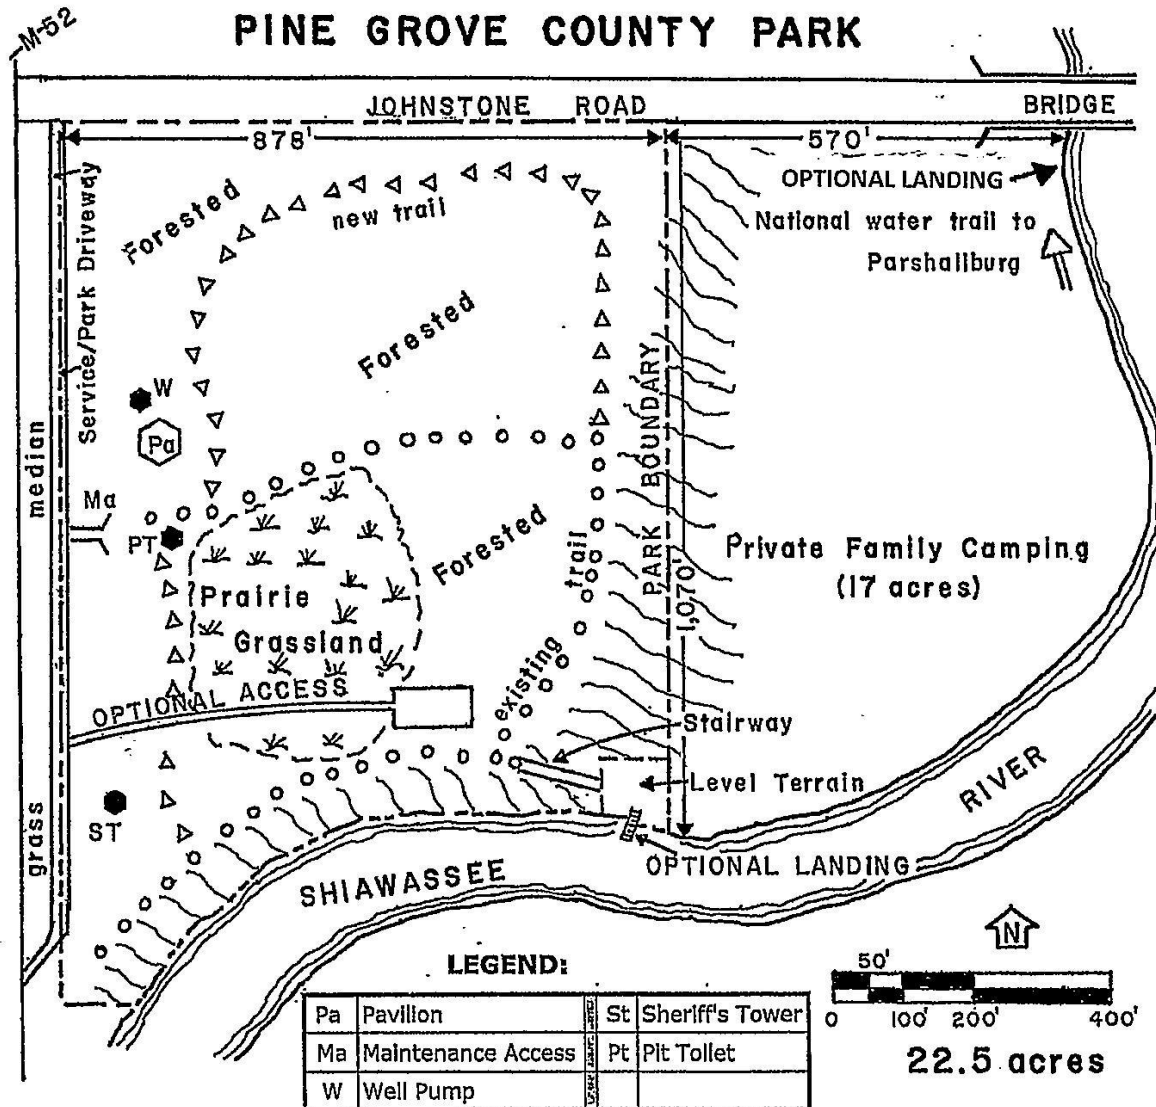 M-52
PINE GROVE COUNTY PARK
JOHNSTONE ROAD
BRIDGE
878'
570'
OPTIONAL LANDING
National water trail to
Parshallburg
new trail
Forested
Forested
Forested
Service/Park Driveway
W
Pa
median
Ma
PT
PARK BOUNDARY
1,070'
Private Family Camping
(17 acres)
Prairie
Grassland
existing trail
OPTIONAL ACCESS
Stairway
Level Terrain
ST
grass
OPTIONAL LANDING
SHIAWASSEE
RIVER
N
LEGEND:
Pa Pavilion St Sheriff's Tower
Ma Maintenance Access Pt Pit Toilet
W Well Pump
50'
0 100' 200' 400'
22.5 acres